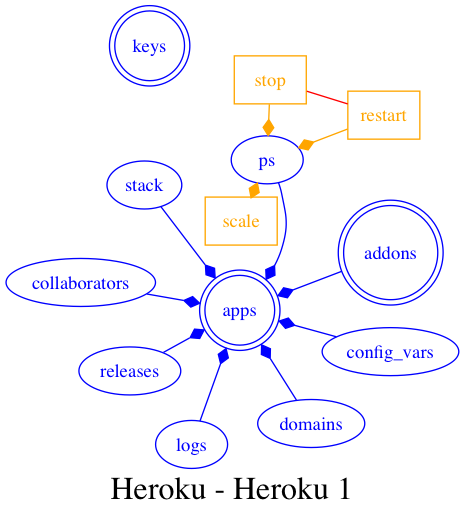 keys
stop
restart
ps
stack
scale
addons
collaborators
apps
config_vars
releases
domains
logs
Heroku - Heroku 1